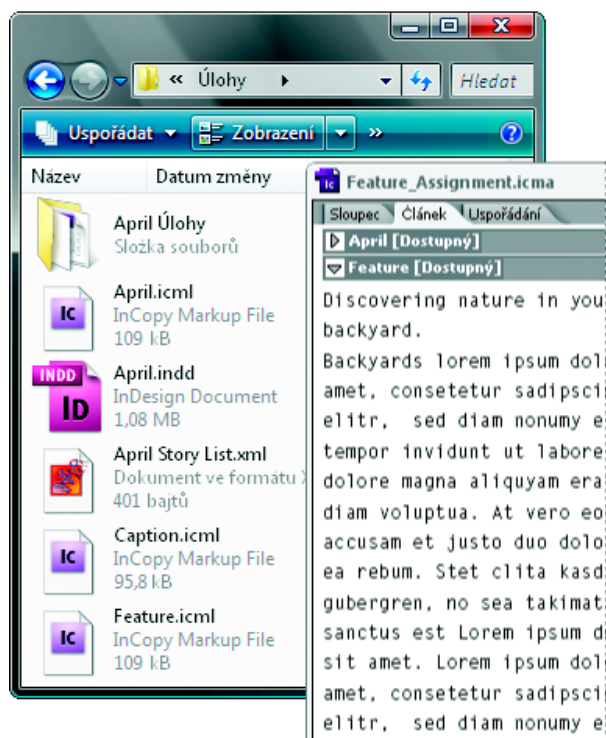 « Úlohy
Hledat
Uspořádat
Zobrazení
»
?
Název
Datum změny
April Úlohy
Složka souborů
IC
April.icml
InCopy Markup File
109 kB
INDD
ID
April.indd
InDesign Document
1,08 MB
April Story List.xml
Dokument ve formátu
401 bajtů
IC
Caption.icml
InCopy Markup File
95,8 kB
IC
Feature.icml
InCopy Markup File
109 kB
Ic
Feature_Assignment.icma
Sloupec Článek Uspořádání
April [Dostupný]
Feature [Dostupný]
Discovering nature in you
backyard.
Backyards lorem ipsum dol
amet, consetetur sadipsci
elitr, sed diam nonumy e
tempor invidunt ut labore
dolore magna aliquyam era
diam voluptua. At vero eo
accusam et justo duo dolo
ea rebum. Stet clita kasd
gubergren, no sea takimat
sanctus est Lorem ipsum d
sit amet. Lorem ipsum dol
amet, consetetur sadipsci
elitr, sed diam nonumy e